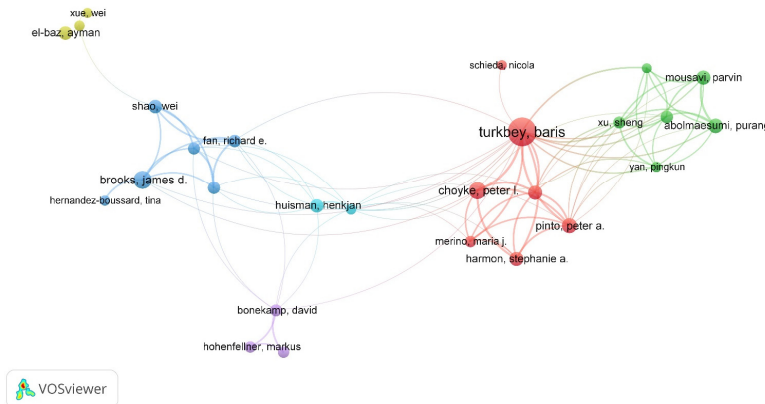 xue, wei
el-baz, ayman
schieda, nicola
mousavi, parvin
shao, wei
xu, sheng
abolmaesumi, purang
turkbey, baris
fan, richard e.
yan, pingkun
brooks, james d.
choyke, peter l.
hernandez-boussard, tina
huisman, henkjan
pinto, peter a.
merino, maria j.
harmon, stephanie a.
bonekamp, david
hohenfellner, markus
VOSviewer